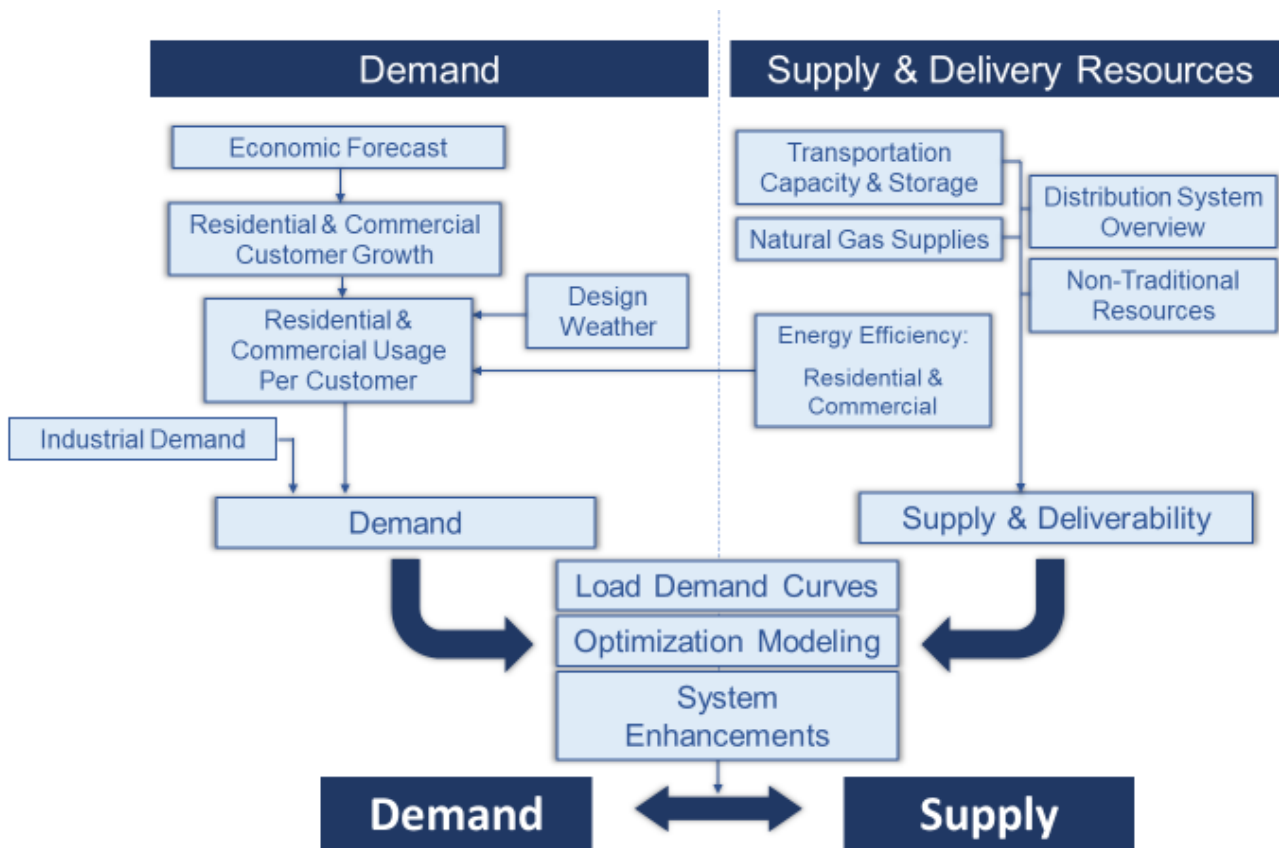 Demand
Supply & Delivery Resources
Economic Forecast
Residential & Commercial
Customer Growth
Residential &
Commercial Usage
Per Customer
Design
Weather
Industrial Demand
Demand
Transportation
Capacity & Storage
Natural Gas Supplies
Distribution System
Overview
Non-Traditional
Resources
Energy Efficiency:
Residential &
Commercial
Supply & Deliverability
Load Demand Curves
Optimization Modeling
System
Enhancements
Demand
Supply